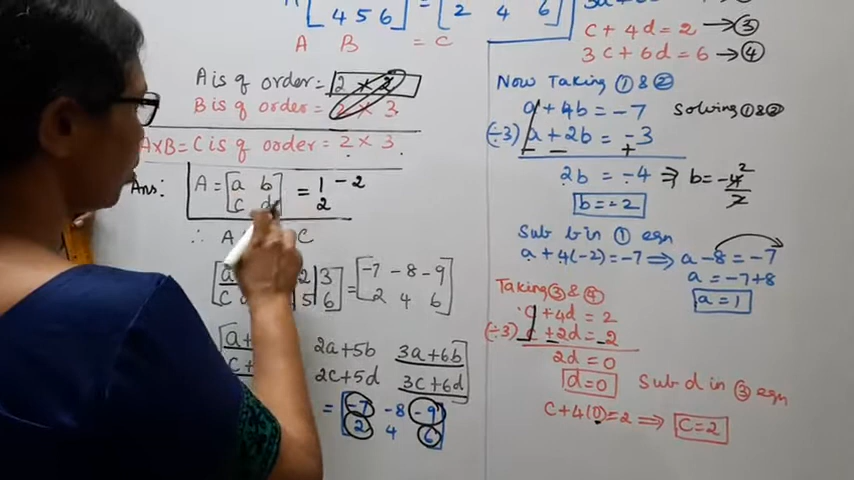 [ 4 5 6 ] = [ 2 4 6 ]
A B = C
A is of order: 2 × 2
B is of order: 2 × 3
A×B = C is of order: 2 × 3
Ans: A = [a b = 1 -2
c d] 2
∴ A C
[-7 -8 -9
2 4 6]
2a+5b 3a+6b
2c+5d 3c+6d
= [-7 -8 -9
2 4 6]
c + 4d = 2 → ③
3c + 6d = 6 → ④
Now Taking ① & ②
a + 4b = -7 Solving ① & ②
(÷3) a + 2b = -3
- - +
2b = -4 ⇒ b = -4/2
b = -2
Sub b in ① eqn
a + 4(-2) = -7 ⇒ a - 8 = -7
a = -7+8
a = 1
Taking ③ & ④
c + 4d = 2
(÷3) c + 2d = 2
2d = 0
d = 0 Sub d in ③ eqn
c + 4(0) = 2 ⇒ c = 2